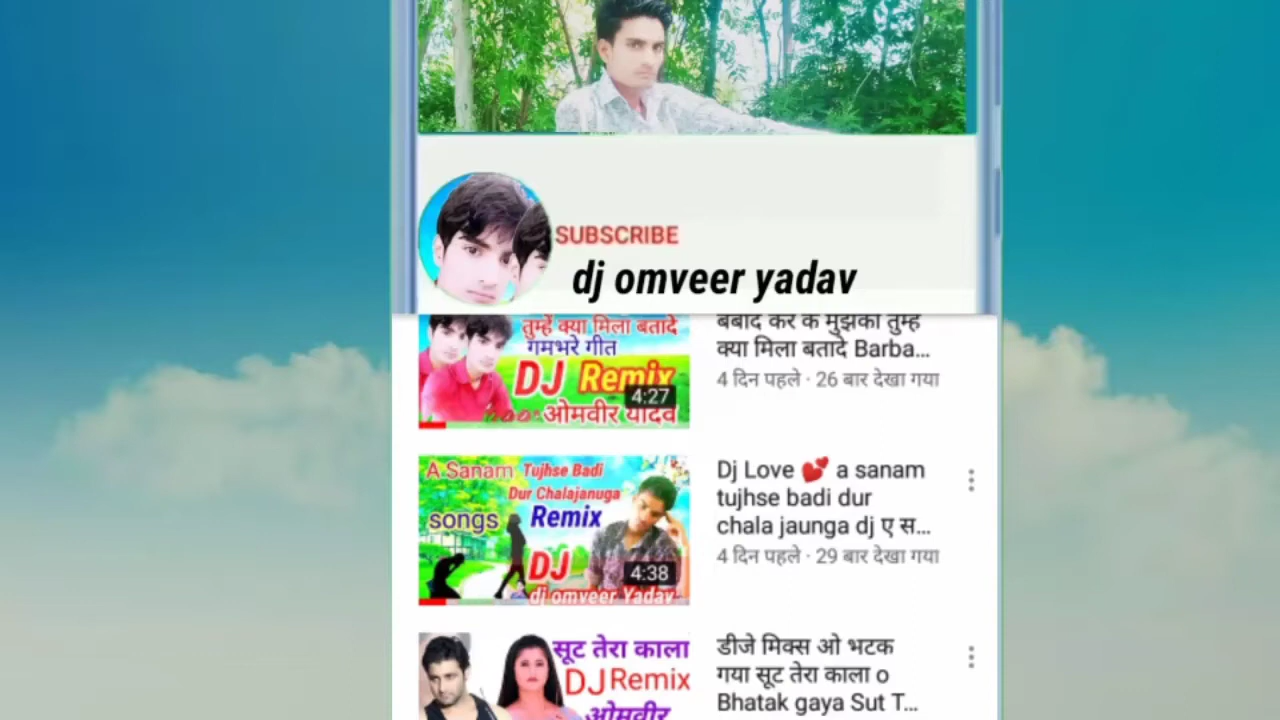 SUBSCRIBE
dj omveer yadav
तुम्हें क्या मिला बतादे
गमभरे गीत
DJ Remix
4:27
ओमवीर यादव
बर्बाद कर के मुझको तुम्हे
क्या मिला बतादे Barba...
4 दिन पहले · 26 बार देखा गया
A Sanam Tujhse Badi
Dur Chalajanuga
songs Remix
DJ
4:38
dj omveer Yadav
Dj Love 💕 a sanam
tujhse badi dur
chala jaunga dj ए स...
4 दिन पहले · 29 बार देखा गया
सूट तेरा काला
DJ Remix
ओमवीर
डीजे मिक्स ओ भटक
गया सूट तेरा काला o
Bhatak gaya Sut T...